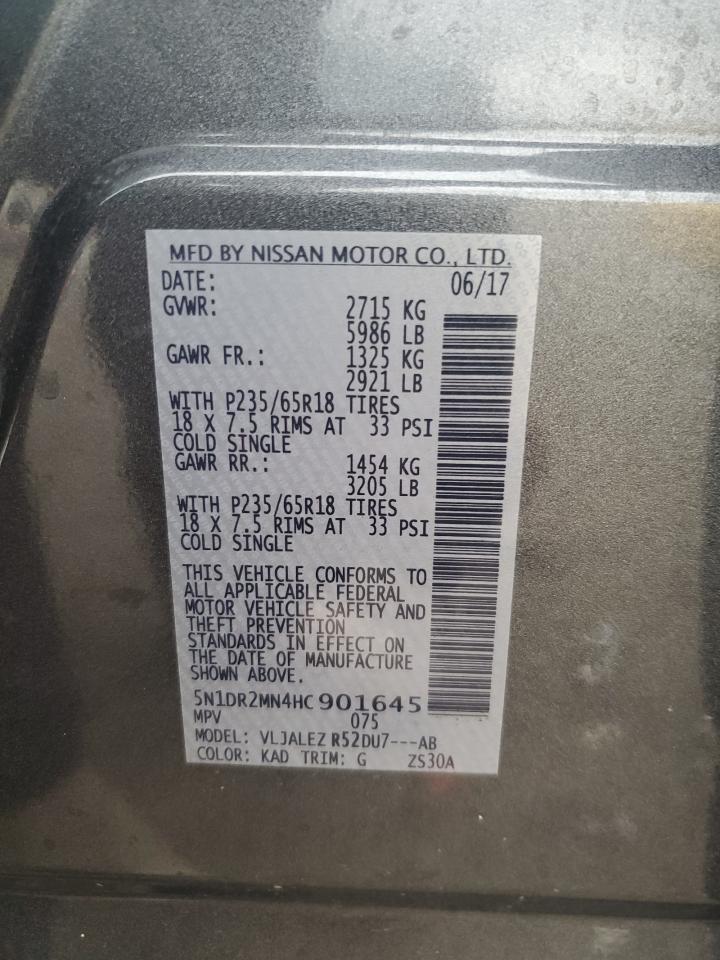 MFD BY NISSAN MOTOR CO., LTD.
DATE: 06/17
GVWR: 2715 KG
5986 LB
GAWR FR.: 1325 KG
2921 LB
WITH P235/65R18 TIRES
18 X 7.5 RIMS AT 33 PSI
COLD SINGLE
GAWR RR.: 1454 KG
3205 LB
WITH P235/65R18 TIRES
18 X 7.5 RIMS AT 33 PSI
COLD SINGLE
THIS VEHICLE CONFORMS TO
ALL APPLICABLE FEDERAL
MOTOR VEHICLE SAFETY AND
THEFT PREVENTION
STANDARDS IN EFFECT ON
THE DATE OF MANUFACTURE
SHOWN ABOVE.
5N1DR2MN4HC901645
MPV 075
MODEL: VLJALEZ R52DU7---AB
COLOR: KAD TRIM: G ZS30A